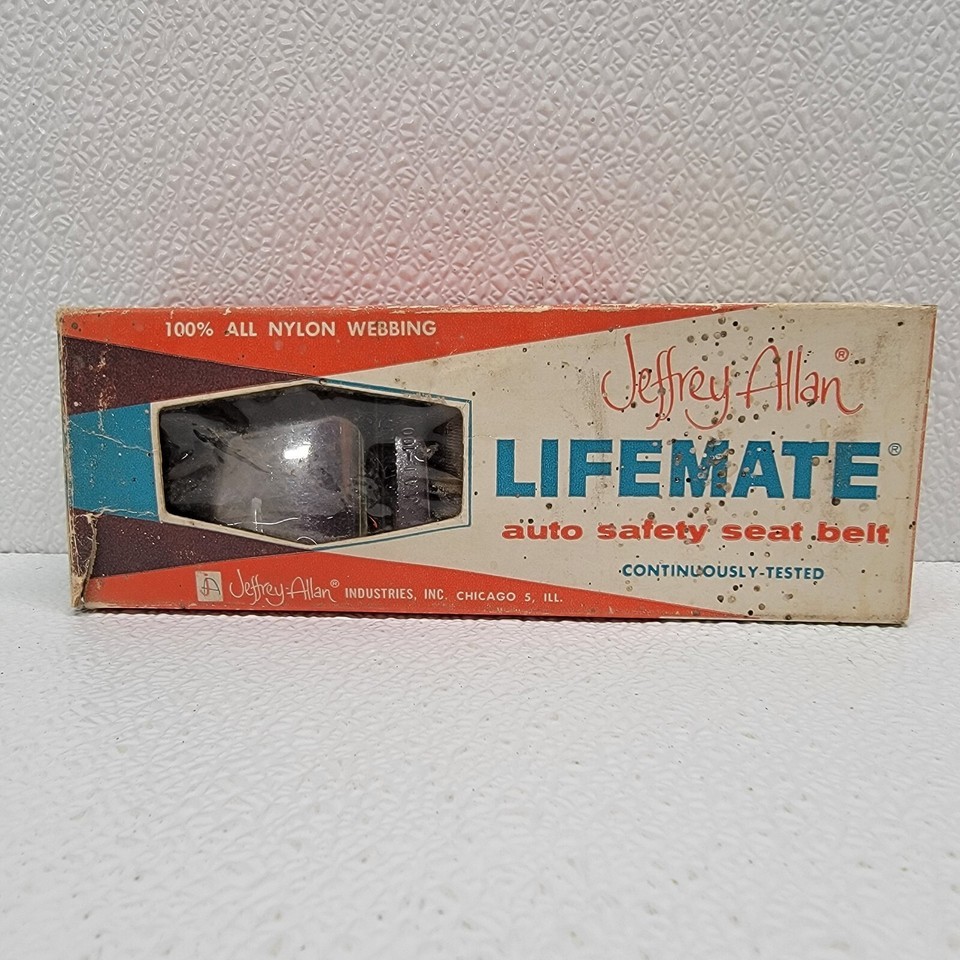 100% ALL NYLON WEBBING
Jeffrey Allan®
LIFEMATE®
auto safety seat belt
CONTINUOUSLY-TESTED
JA Jeffrey-Allan® INDUSTRIES, INC. CHICAGO 5, ILL.